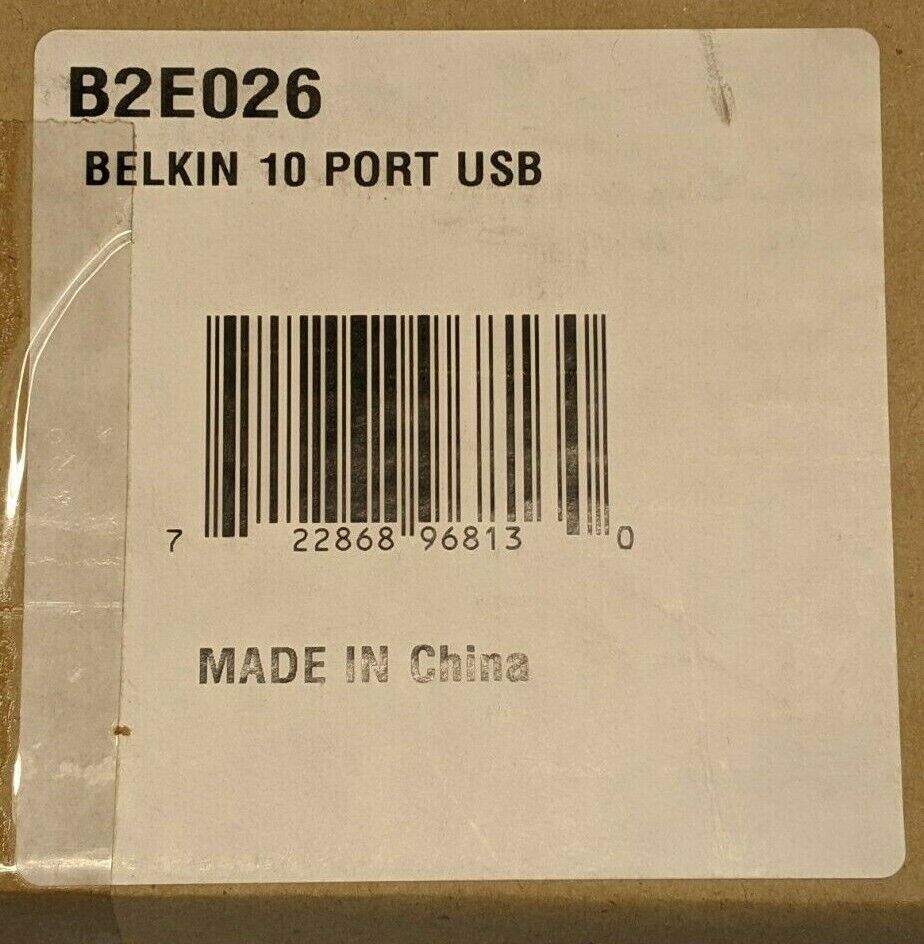 B2E026
BELKIN 10 PORT USB
7 22868 96813 0
MADE IN China